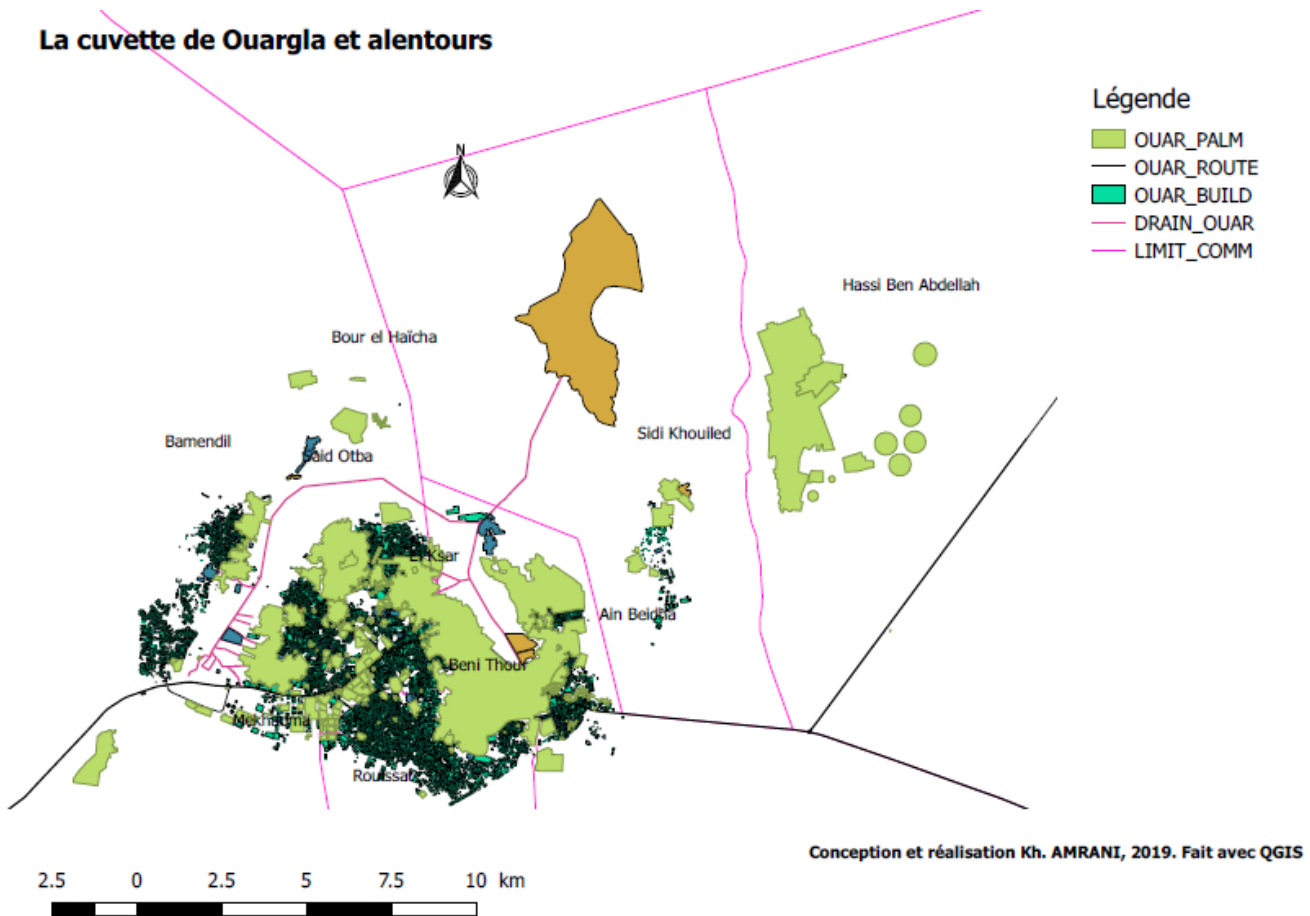 La cuvette de Ouargla et alentours
N
Légende
OUAR_PALM
OUAR_ROUTE
OUAR_BUILD
DRAIN_OUAR
LIMIT_COMM
Hassi Ben Abdellah
Bour el Haïcha
Sidi Khouiled
Bamendil
Said Otba
El Ksar
Ain Beidha
Beni Thour
Mekhadma
Rouissat
Conception et réalisation Kh. AMRANI, 2019. Fait avec QGIS
2.5 0 2.5 5 7.5 10 km